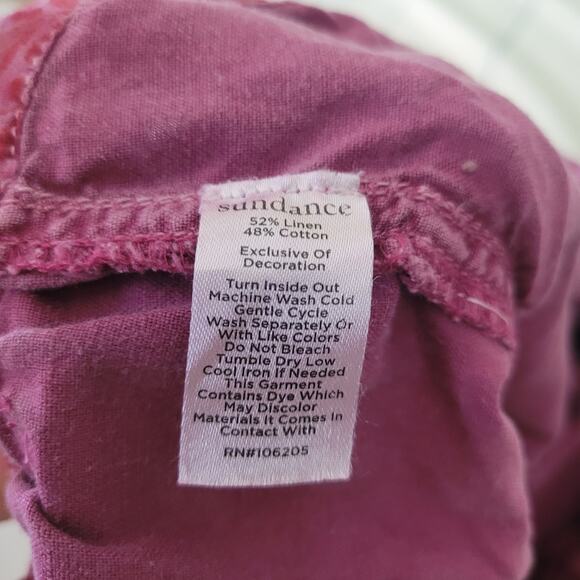 sundance
52% Linen
48% Cotton
Exclusive Of
Decoration
Turn Inside Out
Machine Wash Cold
Gentle Cycle
Wash Separately Or
With Like Colors
Do Not Bleach
Tumble Dry Low
Cool Iron If Needed
This Garment
Contains Dye Which
May Discolor
Materials It Comes In
Contact With
RN#106205